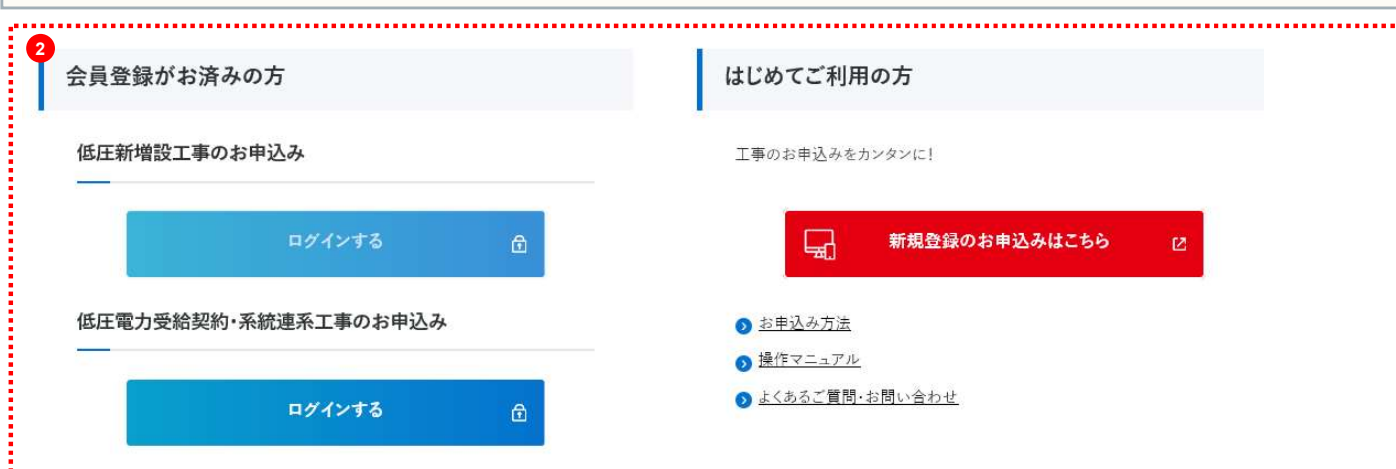 2
会員登録がお済みの方
低圧新増設工事のお申込み
ログインする
低圧電力受給契約・系統連系工事のお申込み
ログインする
はじめてご利用の方
工事のお申込みをカンタンに!
新規登録のお申込みはこちら
お申込み方法
操作マニュアル
よくあるご質問・お問い合わせ